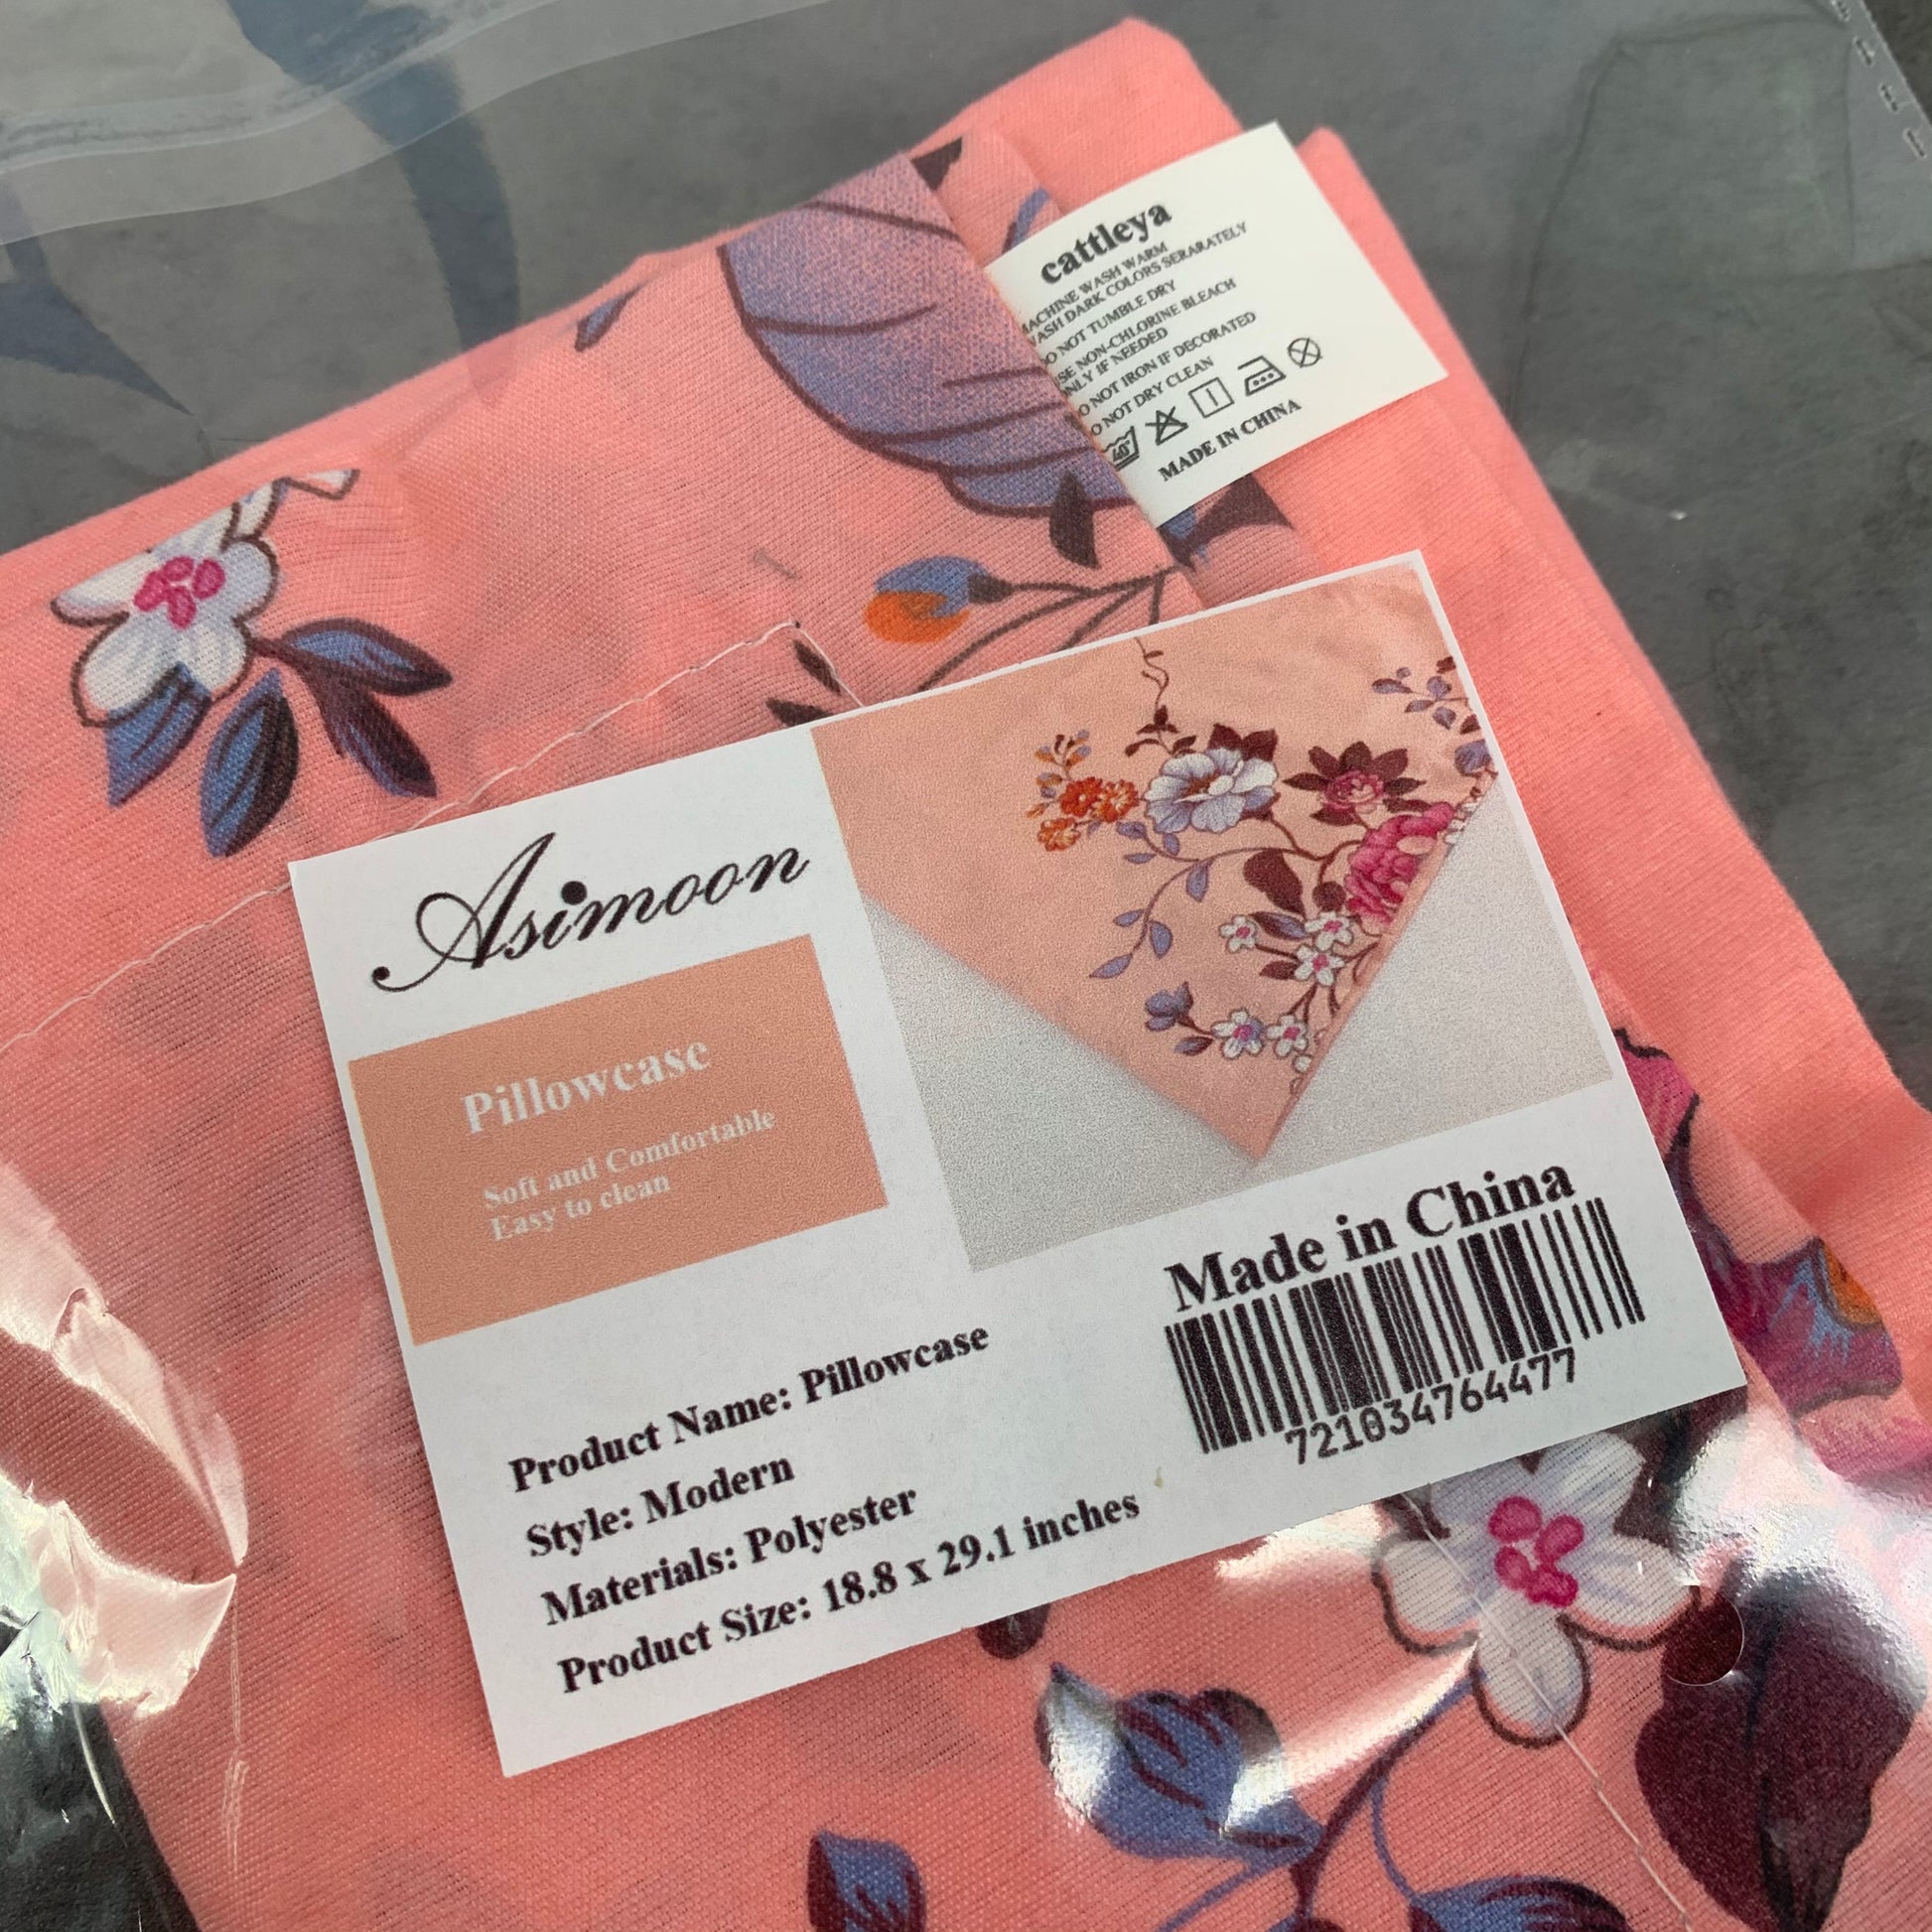 cattleya
MACHINE WASH WARM
WASH DARK COLORS SERARATELY
DO NOT TUMBLE DRY
USE NON-CHLORINE BLEACH
ONLY IF NEEDED
DO NOT IRON IF DECORATED
DO NOT DRY CLEAN
40°
MADE IN CHINA
Asimoon
Pillowcase
Soft and Comfortable
Easy to clean
Made in China
721034764477
Product Name: Pillowcase
Style: Modern
Materials: Polyester
Product Size: 18.8 x 29.1 inches